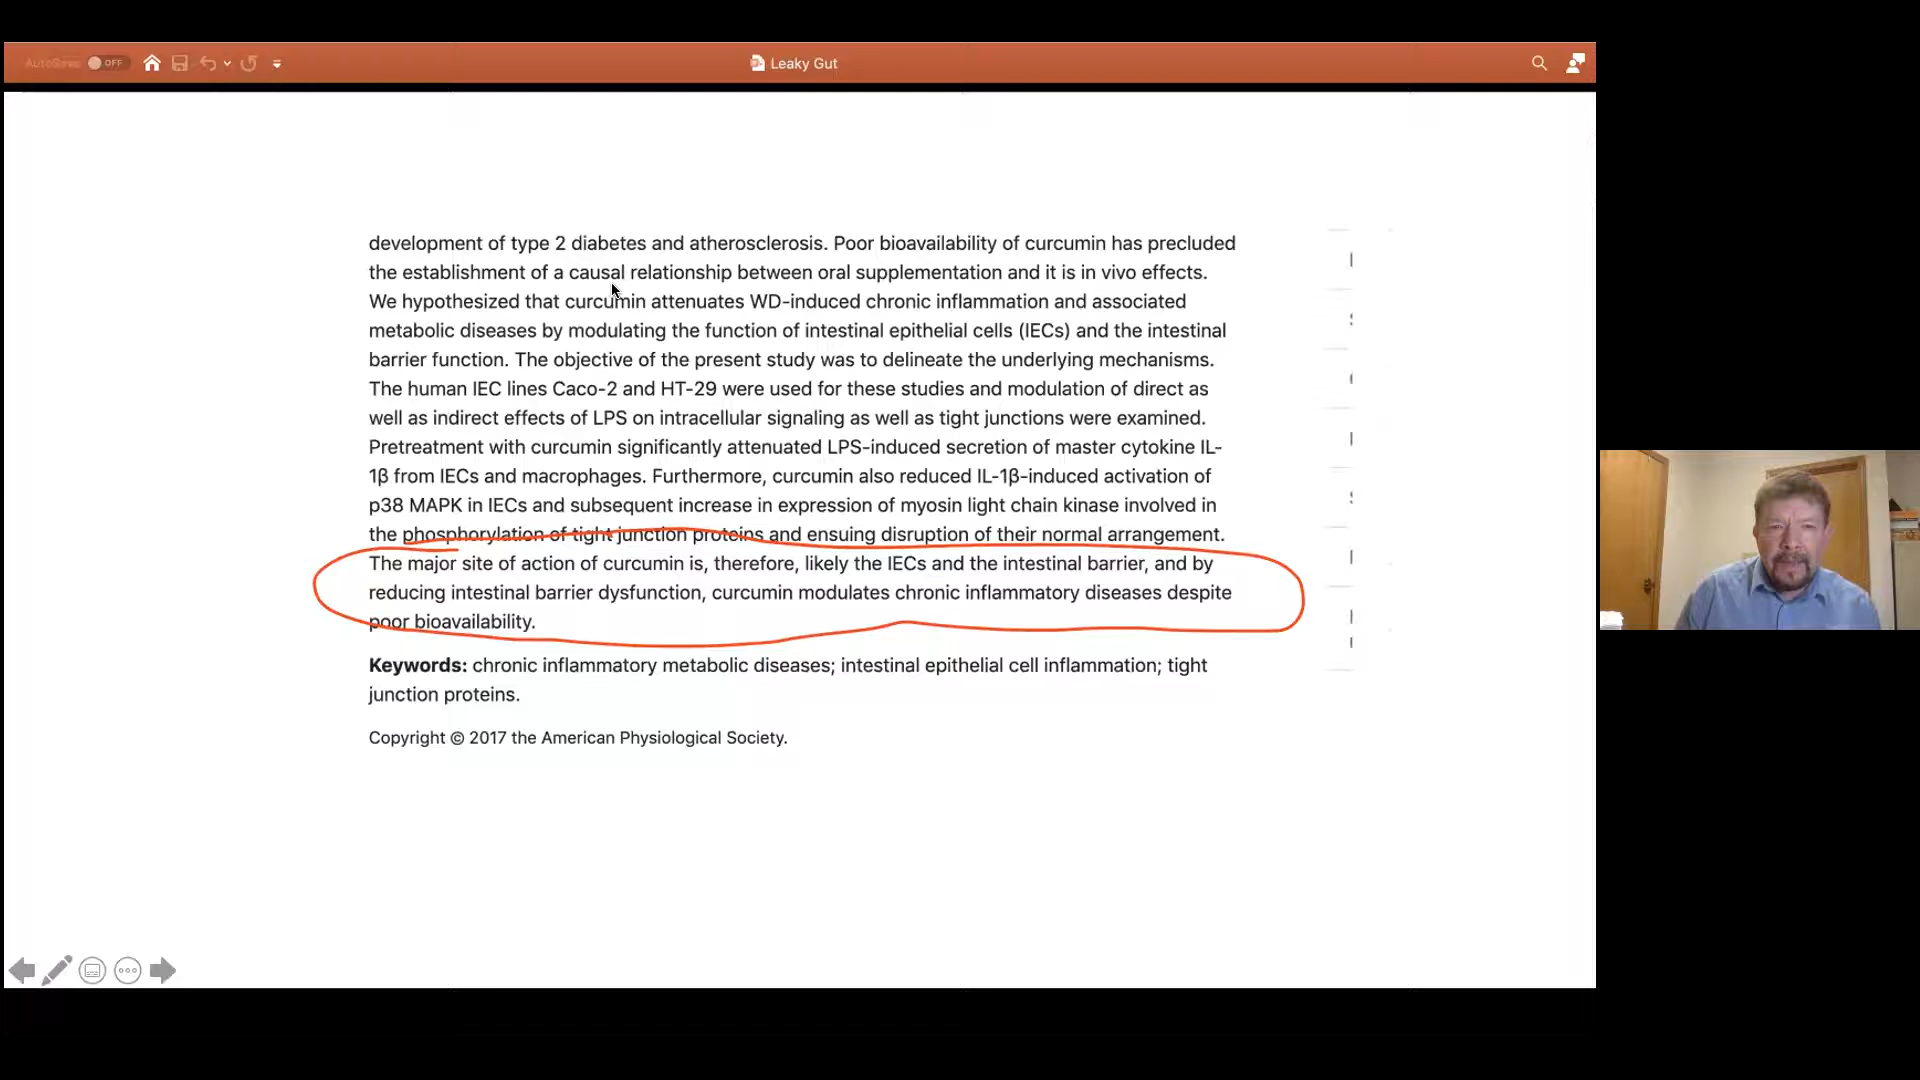 AutoSave OFF
Leaky Gut
development of type 2 diabetes and atherosclerosis. Poor bioavailability of curcumin has precluded
the establishment of a causal relationship between oral supplementation and it is in vivo effects.
We hypothesized that curcumin attenuates WD-induced chronic inflammation and associated
metabolic diseases by modulating the function of intestinal epithelial cells (IECs) and the intestinal
barrier function. The objective of the present study was to delineate the underlying mechanisms.
The human IEC lines Caco-2 and HT-29 were used for these studies and modulation of direct as
well as indirect effects of LPS on intracellular signaling as well as tight junctions were examined.
Pretreatment with curcumin significantly attenuated LPS-induced secretion of master cytokine IL-
1β from IECs and macrophages. Furthermore, curcumin also reduced IL-1β-induced activation of
p38 MAPK in IECs and subsequent increase in expression of myosin light chain kinase involved in
the phosphorylation of tight junction proteins and ensuing disruption of their normal arrangement.
The major site of action of curcumin is, therefore, likely the IECs and the intestinal barrier, and by
reducing intestinal barrier dysfunction, curcumin modulates chronic inflammatory diseases despite
poor bioavailability.
Keywords: chronic inflammatory metabolic diseases; intestinal epithelial cell inflammation; tight
junction proteins.
Copyright © 2017 the American Physiological Society.